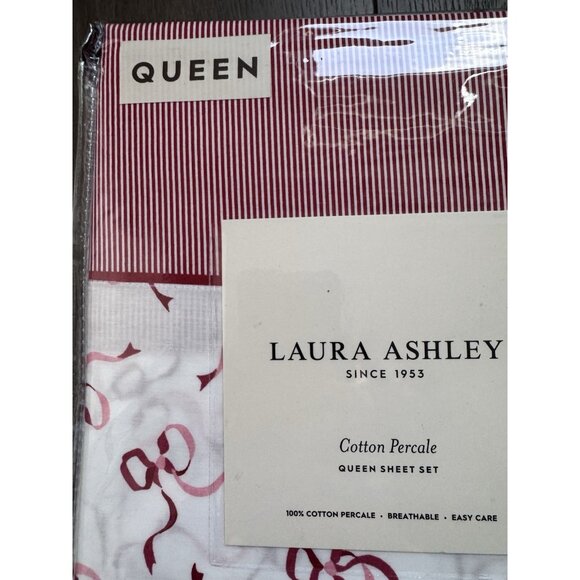 QUEEN
LAURA ASHLEY
SINCE 1953
Cotton Percale
QUEEN SHEET SET
100% COTTON PERCALE • BREATHABLE • EASY CARE